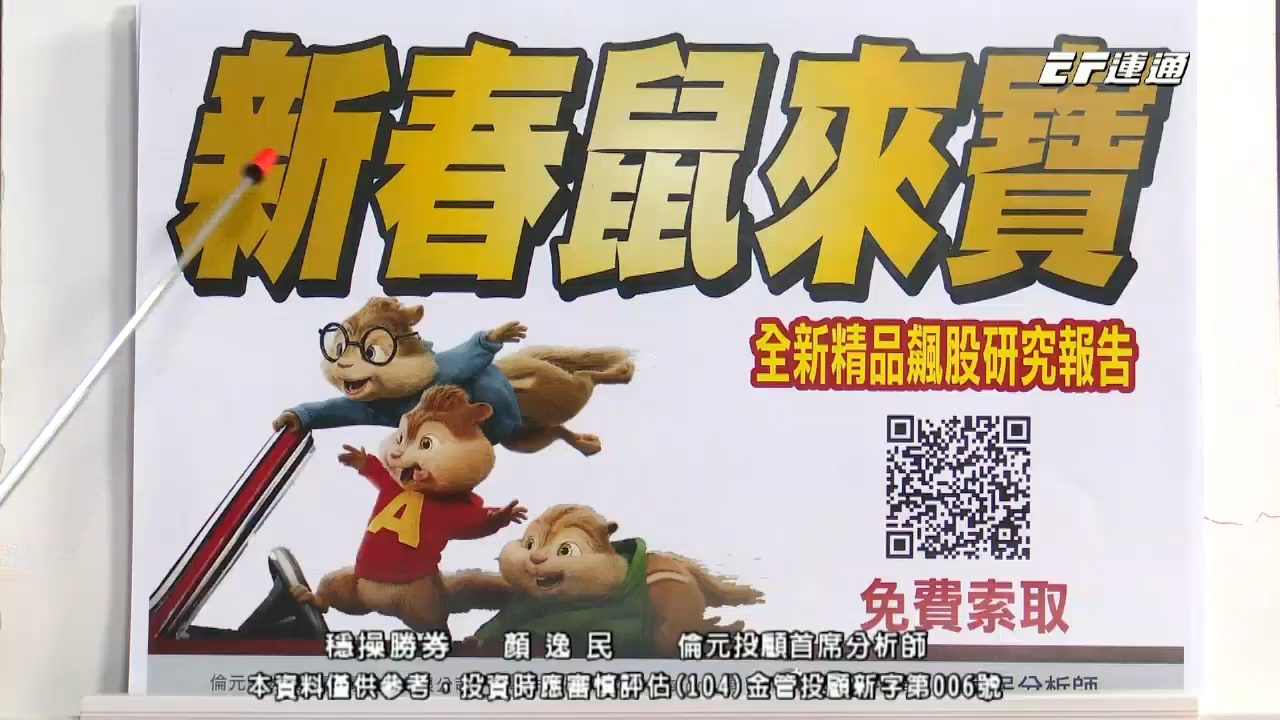 新春鼠來寶
EF運通
全新精品飆股研究報告
A
免費索取
穩操勝券 顏逸民 倫元投顧首席分析師
本資料僅供參考,投資時應審慎評估(104)金管投顧新字第006號
倫元